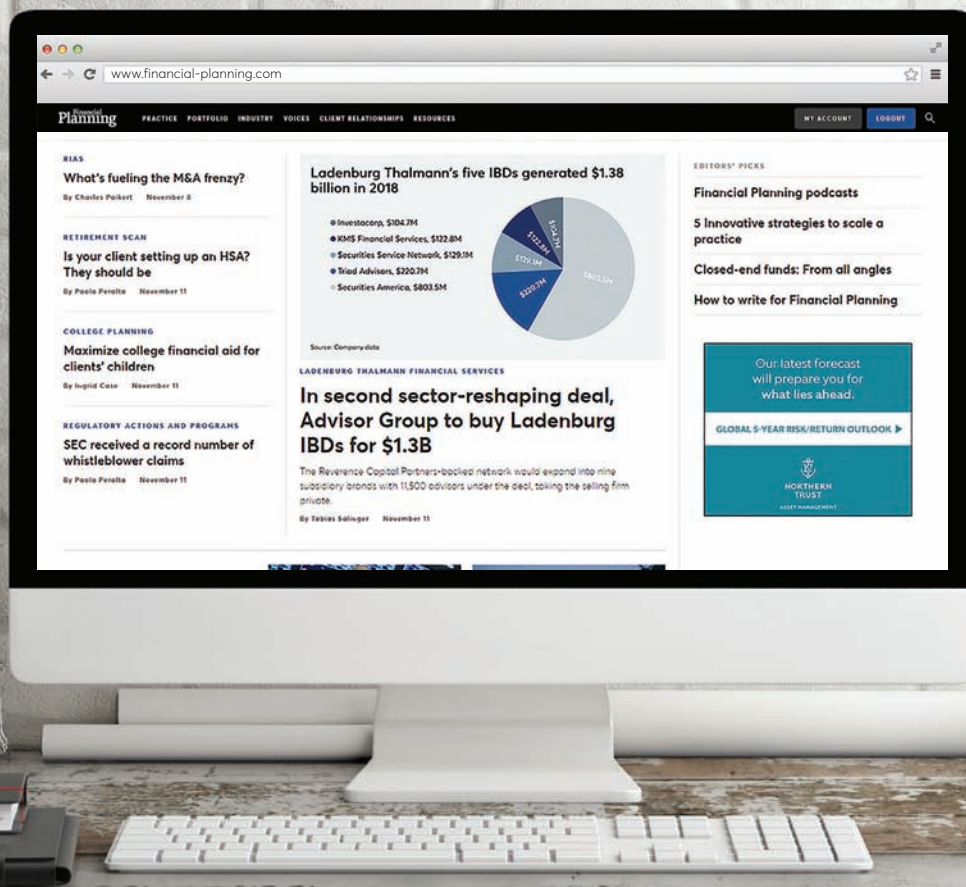 www.financial-planning.com
Financial
Planning
PRACTICE PORTFOLIO INDUSTRY VOICES CLIENT RELATIONSHIPS RESOURCES
MY ACCOUNT
LOGOUT
RIAS
What's fueling the M&A frenzy?
By Charles Paikert November 8
RETIREMENT SCAN
Is your client setting up an HSA?
They should be
By Paola Peralta November 11
COLLEGE PLANNING
Maximize college financial aid for
clients' children
By Ingrid Case November 11
REGULATORY ACTIONS AND PROGRAMS
SEC received a record number of
whistleblower claims
By Paola Peralta November 11
Ladenburg Thalmann's five IBDs generated $1.38
billion in 2018
Investacorp, $104.7M
KMS Financial Services, $122.8M
Securities Service Network, $129.1M
Triad Advisors, $220.7M
Securities America, $803.5M
$104.7M
$122.8M
$129.1M
$220.7M
$803.5M
Source: Company data
LADENBURG THALMANN FINANCIAL SERVICES
In second sector-reshaping deal,
Advisor Group to buy Ladenburg
IBDs for $1.3B
The Reverence Capital Partners-backed network would expand into nine
subsidiary brands with 11,500 advisors under the deal, taking the selling firm
private.
By Tobias Salinger November 11
EDITORS' PICKS
Financial Planning podcasts
5 Innovative strategies to scale a
practice
Closed-end funds: From all angles
How to write for Financial Planning
Our latest forecast
will prepare you for
what lies ahead.
GLOBAL 5-YEAR RISK/RETURN OUTLOOK
NORTHERN
TRUST
ASSET MANAGEMENT